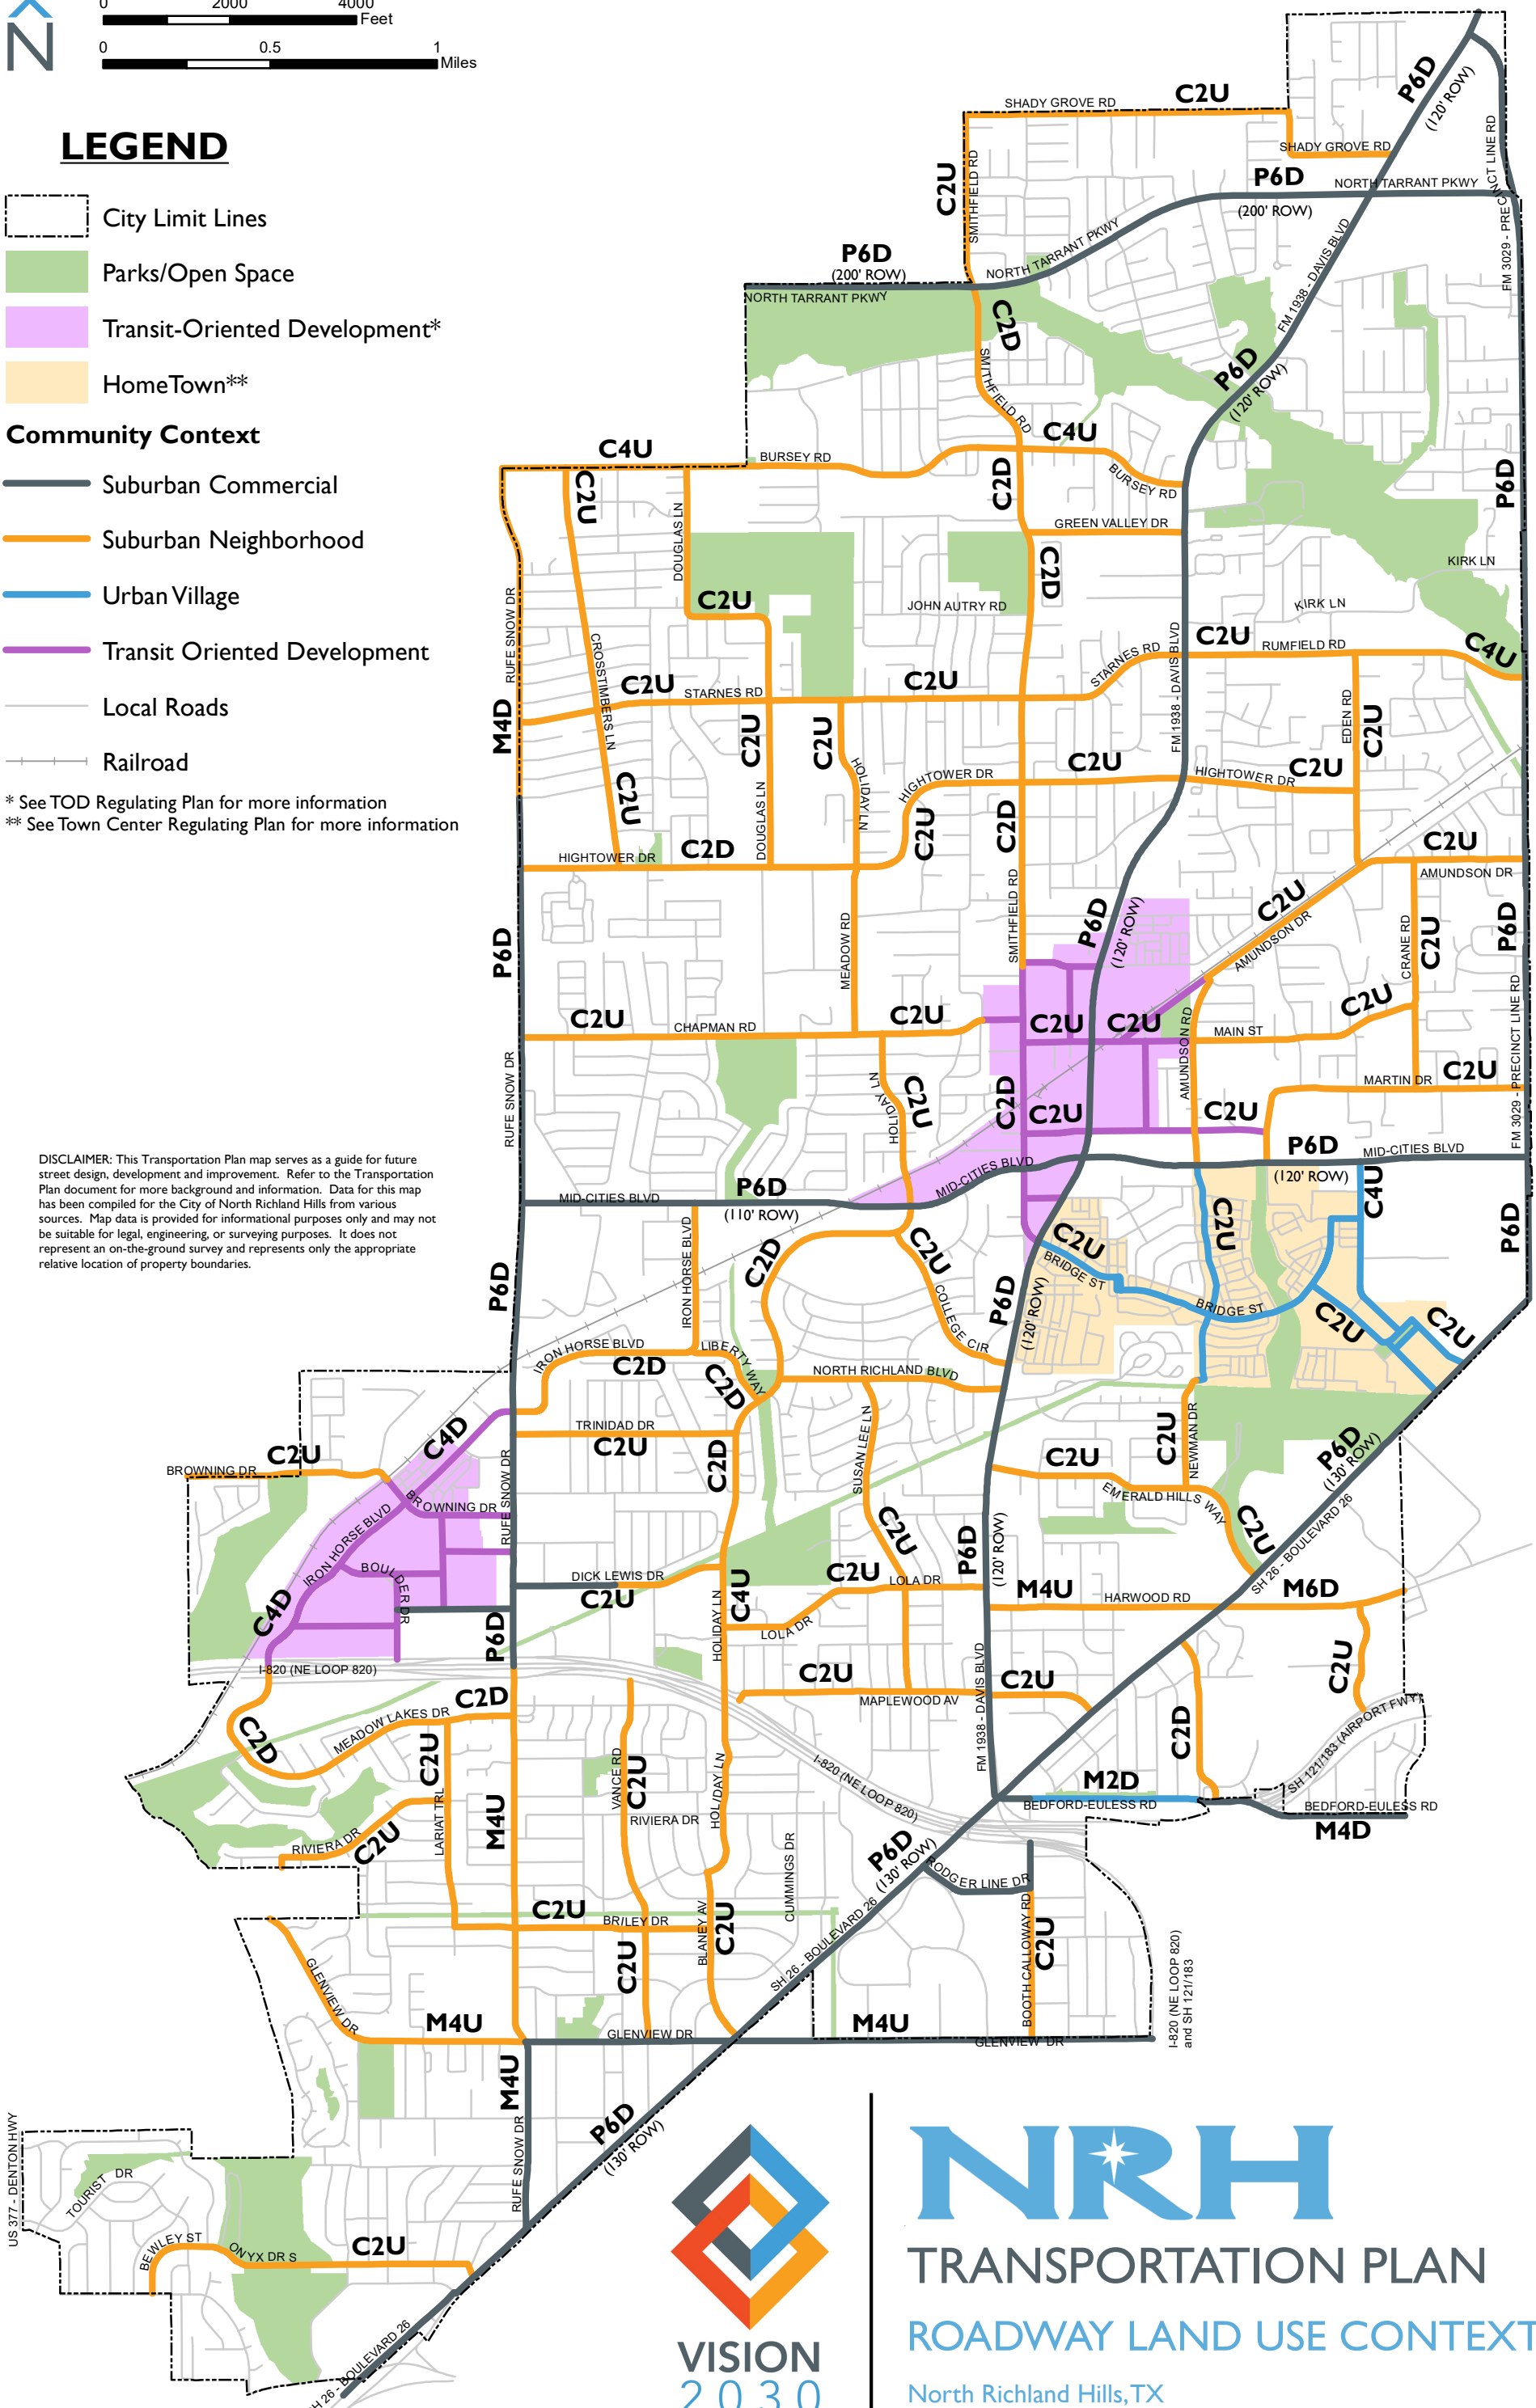 0 2000 4000
Feet
0 0.5 1
Miles
N
LEGEND
City Limit Lines
Parks/Open Space
Transit-Oriented Development*
HomeTown**
Community Context
Suburban Commercial
Suburban Neighborhood
Urban Village
Transit Oriented Development
Local Roads
Railroad
* See TOD Regulating Plan for more information
** See Town Center Regulating Plan for more information
DISCLAIMER: This Transportation Plan map serves as a guide for future
street design, development and improvement. Refer to the Transportation
Plan document for more background and information. Data for this map
has been compiled for the City of North Richland Hills from various
sources. Map data is provided for informational purposes only and may not
be suitable for legal, engineering, or surveying purposes. It does not
represent an on-the-ground survey and represents only the appropriate
relative location of property boundaries.
SHADY GROVE RD
C2U
P6D
(120' ROW)
SHADY GROVE RD
C2U
SMITHFIELD RD
P6D
NORTH TARRANT PKWY
(200' ROW)
FM 3029 - PRECINCT LINE RD
P6D
(200' ROW)
NORTH TARRANT PKWY
NORTH TARRANT PKWY
FM 1938 - DAVIS BLVD
C2D
SMITHFIELD RD
P6D
(120' ROW)
C4U
BURSEY RD
C4U
BURSEY RD
C2U
DOUGLAS LN
C2D
P6D
GREEN VALLEY DR
C2D
KIRK LN
KIRK LN
C2U
JOHN AUTRY RD
RUFE SNOW DR
CROSSTIMBERS LN
C2U
STARNES RD
C2U
STARNES RD
C2U
RUMFIELD RD
C4U
FM 1938 - DAVIS BLVD
M4D
C2U
C2U
HOLIDAY LN
DOUGLAS LN
C2U
EDEN RD
C2U
HIGHTOWER DR
C2U
HIGHTOWER DR
C2U
C2U
C2D
HIGHTOWER DR
C2D
C2U
AMUNDSON DR
P6D
MEADOW RD
SMITHFIELD RD
P6D
(120' ROW)
C2U
AMUNDSON DR
CRANE RD
C2U
P6D
C2U
CHAPMAN RD
C2U
C2U
C2U
MAIN ST
C2U
RUFE SNOW DR
HOLIDAY LN
C2U
C2D
C2U
AMUNDSON RD
C2U
MARTIN DR
C2U
FM 3029 - PRECINCT LINE RD
MID-CITIES BLVD
P6D
(110' ROW)
MID-CITIES BLVD
P6D
(120' ROW)
MID-CITIES BLVD
P6D
C2D
C2U
C2U
BRIDGE ST
C2U
BRIDGE ST
C4U
P6D
C2U
C2U
IRON HORSE BLVD
IRON HORSE BLVD
C2D
LIBERTY WAY
C2D
COLLEGE CIR
P6D
(120' ROW)
NORTH RICHLAND BLVD
TRINIDAD DR
C2U
C2D
SUSAN LEE LN
C2U
BROWNING DR
C2U
C4D
BROWNING DR
RUFE SNOW DR
C2U
EMERALD HILLS WAY
C2U
NEWMAN DR
C2U
P6D
(130' ROW)
SH 26 - BOULEVARD 26
IRON HORSE BLVD
BOULDER DR
C4D
I-820 (NE LOOP 820)
P6D
DICK LEWIS DR
C2U
C4U
HOLIDAY LN
C2U
LOLA DR
LOLA DR
P6D
(120' ROW)
M4U
HARWOOD RD
M6D
C2U
C2U
MAPLEWOOD AV
C2U
FM 1938 - DAVIS BLVD
C2D
C2D
MEADOW LAKES DR
C2D
C2U
LARIAT TRL
M4U
VANCE RD
C2U
RIVIERA DR
HOLIDAY LN
I-820 (NE LOOP 820)
M2D
BEDFORD-EULESS RD
SH 121/183 (AIRPORT FWY)
BEDFORD-EULESS RD
M4D
RIVIERA DR
C2U
CUMMINGS DR
P6D
(130' ROW)
RODGER LINE DR
C2U
BRILEY DR
C2U
BLANEY AV
C2U
SH 26 - BOULEVARD 26
BOOTH CALLOWAY RD
C2U
I-820 (NE LOOP 820)
and SH 121/183
GLENVIEW DR
M4U
GLENVIEW DR
M4U
GLENVIEW DR
M4U
RUFE SNOW DR
P6D
(130' ROW)
US 377 - DENTON HWY
TOURIST DR
BEWLEY ST
ONYX DR S
C2U
SH 26 - BOULEVARD 26
VISION
2030
NRH
TRANSPORTATION PLAN
ROADWAY LAND USE CONTEXT
North Richland Hills, TX